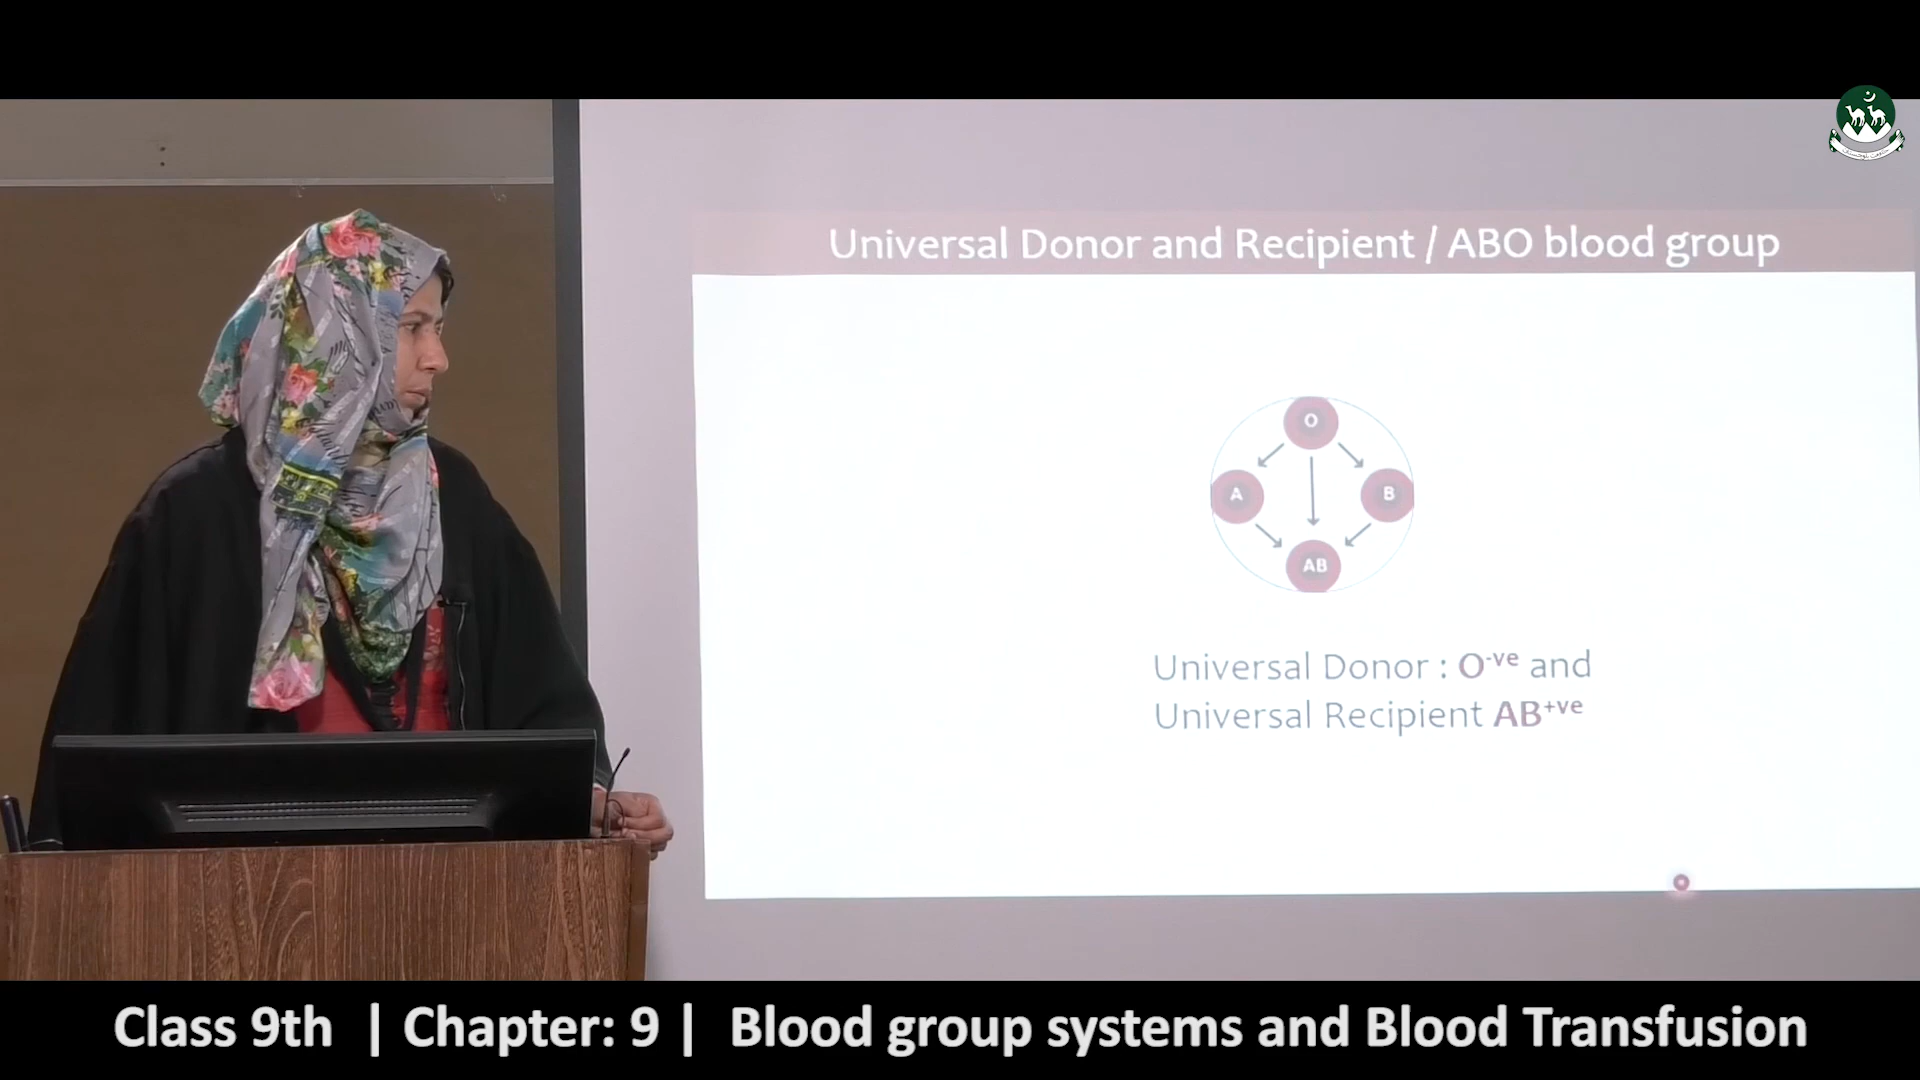 Universal Donor and Recipient / ABO blood group
O
A
B
AB
Universal Donor : O-ve and
Universal Recipient AB+ve
Class 9th | Chapter: 9 | Blood group systems and Blood Transfusion